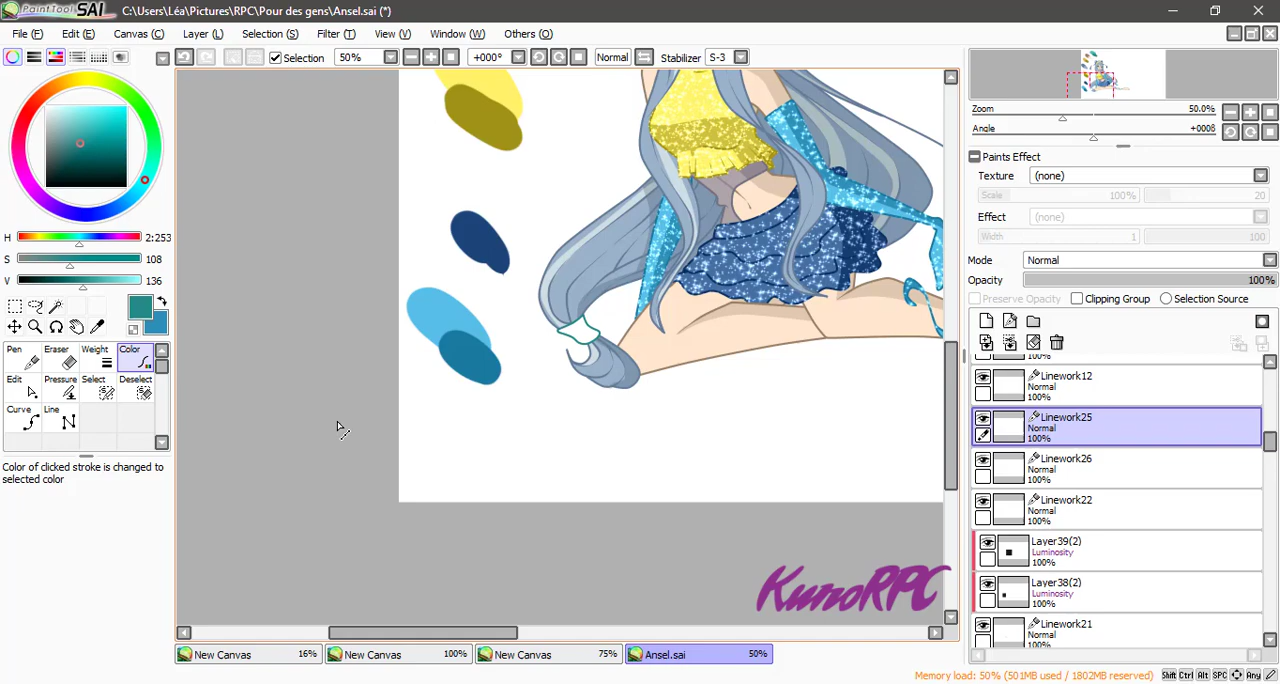 PaintTool SAI C:\Users\Léa\Pictures\RPC\Pour des gens\Ansel.sai (*)
File (F) Edit (E) Canvas (C) Layer (L) Selection (S) Filter (T) View (V) Window (W) Others (O)
Selection 50% +000° Normal Stabilizer S-3
Zoom 50.0%
Angle +000ß
Paints Effect
Texture (none)
Scale 100% 20
Effect (none)
Width 1 100
Mode Normal
Opacity 100%
Preserve Opacity Clipping Group Selection Source
H 2:253
S 108
V 136
Pen Eraser Weight Color
Edit Pressure Select Deselect
Curve Line
Color of clicked stroke is changed to
selected color
100%
Linework12
Normal
100%
Linework25
Normal
100%
Linework26
Normal
100%
Linework22
Normal
100%
Layer39(2)
Luminosity
100%
Layer38(2)
Luminosity
100%
Linework21
Normal
KunoRPC
New Canvas 16% New Canvas 100% New Canvas 75% Ansel.sai 50%
Memory load: 50% (501MB used / 1802MB reserved) Shift Ctrl Alt SPC Any